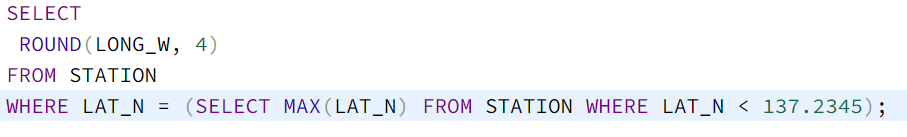 SELECT
ROUND(LONG_W, 4)
FROM STATION
WHERE LAT_N = (SELECT MAX(LAT_N) FROM STATION WHERE LAT_N < 137.2345);